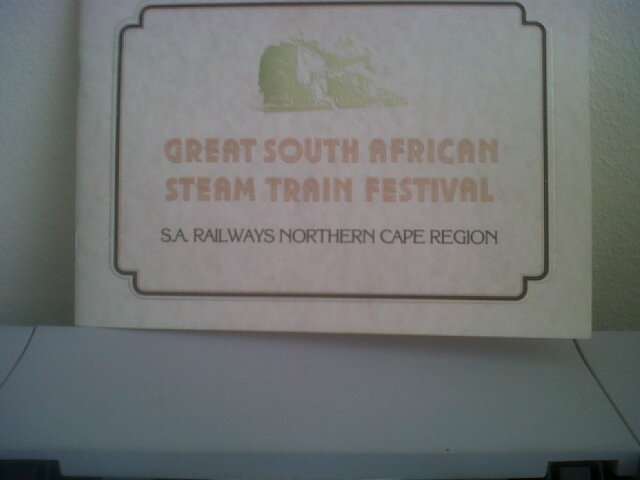 GREAT SOUTH AFRICAN
STEAM TRAIN FESTIVAL
S.A. RAILWAYS NORTHERN CAPE REGION